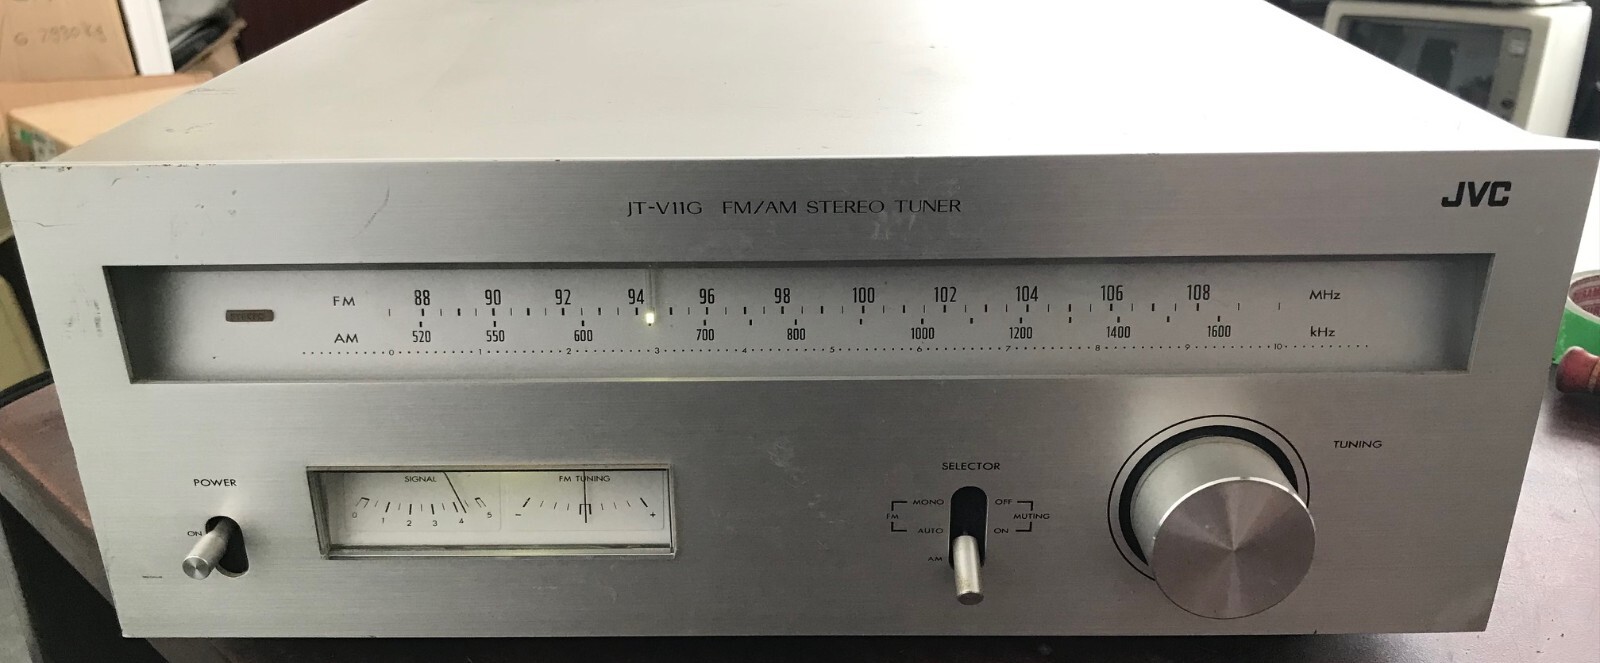 G 7930Kg
JT-V11G FM/AM STEREO TUNER
JVC
STEREO
FM 88 90 92 94 96 98 100 102 104 106 108 MHz
AM 520 550 600 700 800 1000 1200 1400 1600 kHz
0 1 2 3 4 5 6 7 8 9 10
TUNING
POWER
ON
SIGNAL
0 1 2 3 4 5
FM TUNING
- +
SELECTOR
MONO OFF
FM MUTING
AUTO ON
AM